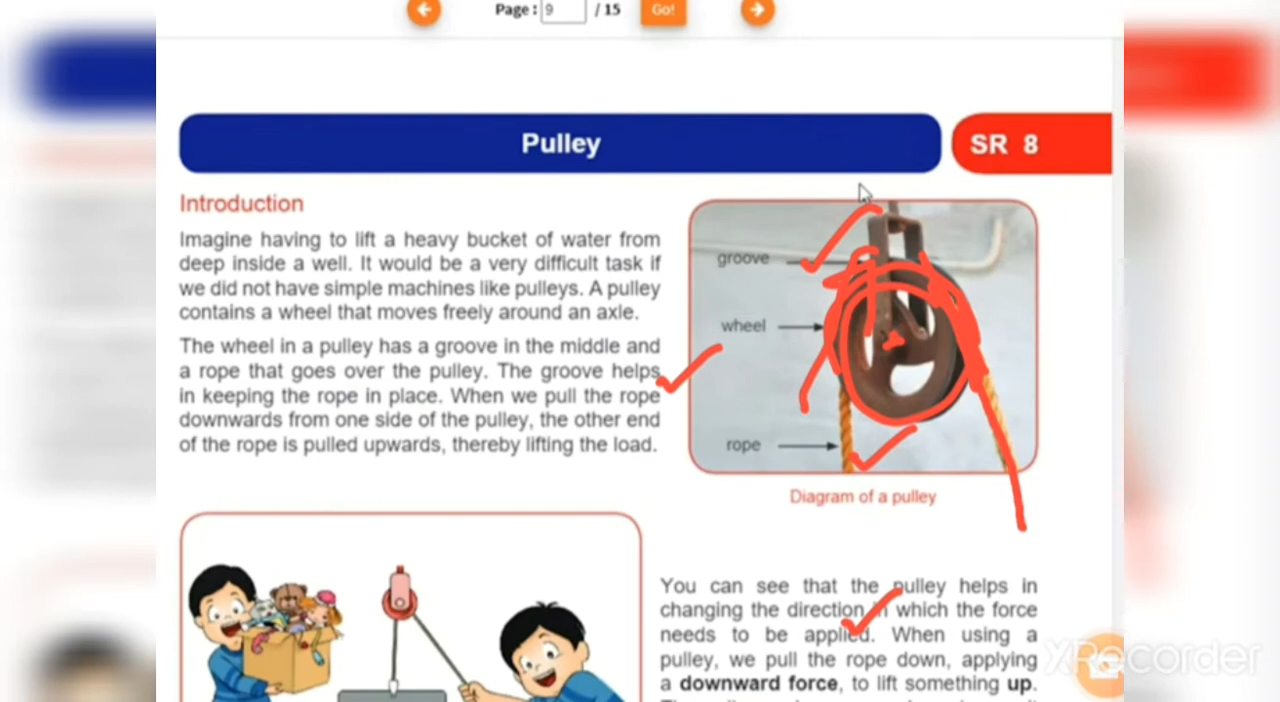 Page: 9 / 15 Go!
Pulley
SR 8
Introduction
Imagine having to lift a heavy bucket of water from
deep inside a well. It would be a very difficult task if
we did not have simple machines like pulleys. A pulley
contains a wheel that moves freely around an axle.
The wheel in a pulley has a groove in the middle and
a rope that goes over the pulley. The groove helps
in keeping the rope in place. When we pull the rope
downwards from one side of the pulley, the other end
of the rope is pulled upwards, thereby lifting the load.
groove
wheel
rope
Diagram of a pulley
You can see that the pulley helps in
changing the direction in which the force
needs to be applied. When using a
pulley, we pull the rope down, applying
a downward force, to lift something up.
XRecorder